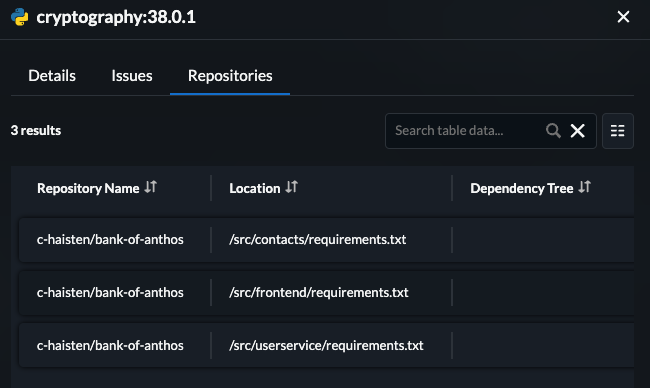 cryptography:38.0.1
Details Issues Repositories
3 results Search table data...
Repository Name Location Dependency Tree
c-haisten/bank-of-anthos /src/contacts/requirements.txt
c-haisten/bank-of-anthos /src/frontend/requirements.txt
c-haisten/bank-of-anthos /src/userservice/requirements.txt